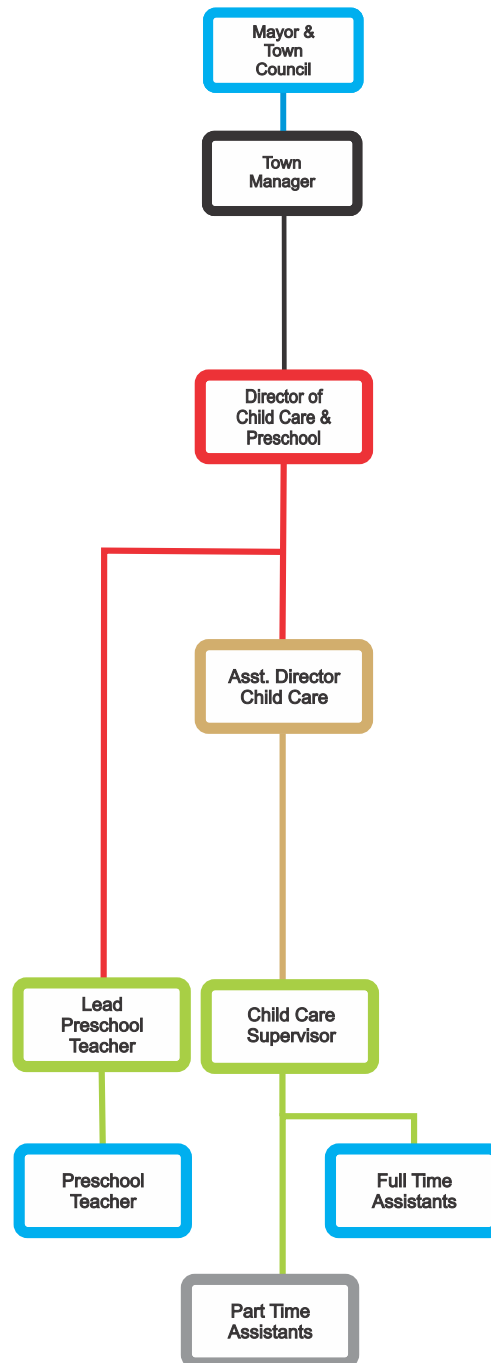 Mayor &
Town
Council
Town
Manager
Director of
Child Care &
Preschool
Asst. Director
Child Care
Lead
Preschool
Teacher
Child Care
Supervisor
Preschool
Teacher
Full Time
Assistants
Part Time
Assistants